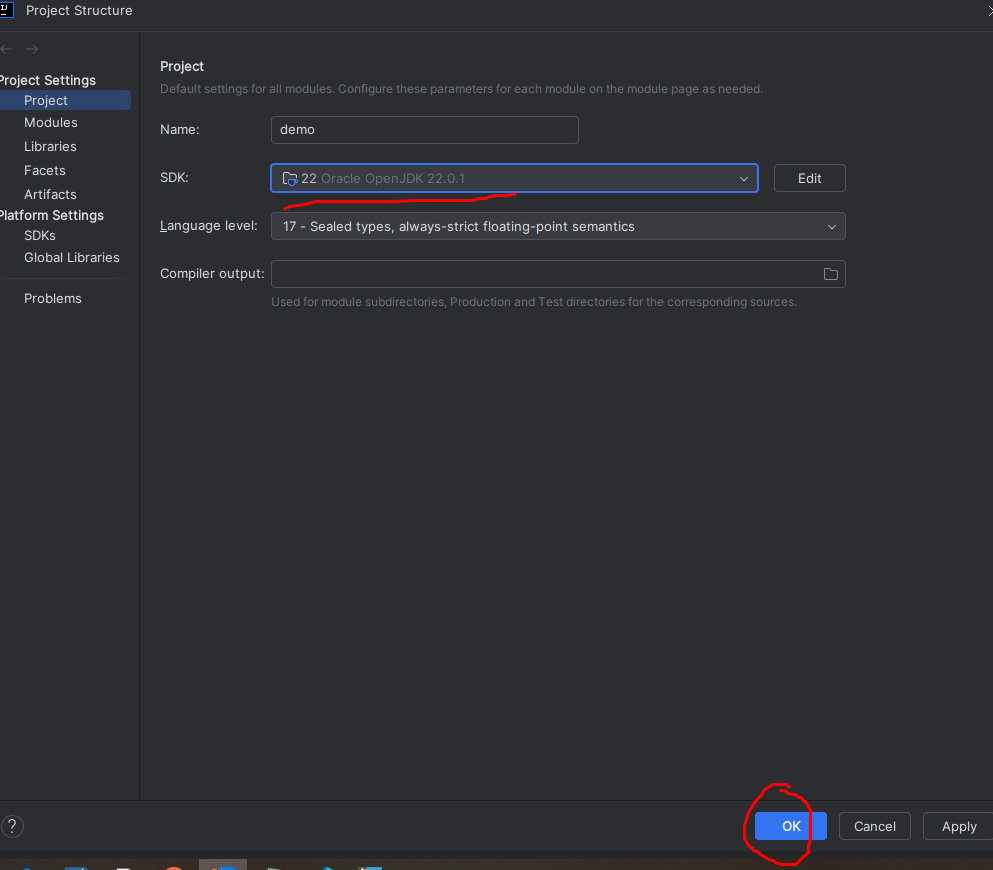 Project Structure
Project Settings
Project
Modules
Libraries
Facets
Artifacts
Platform Settings
SDKs
Global Libraries
Problems
Project
Default settings for all modules. Configure these parameters for each module on the module page as needed.
Name: demo
SDK: 22 Oracle OpenJDK 22.0.1 Edit
Language level: 17 - Sealed types, always-strict floating-point semantics
Compiler output:
Used for module subdirectories, Production and Test directories for the corresponding sources.
? OK Cancel Apply